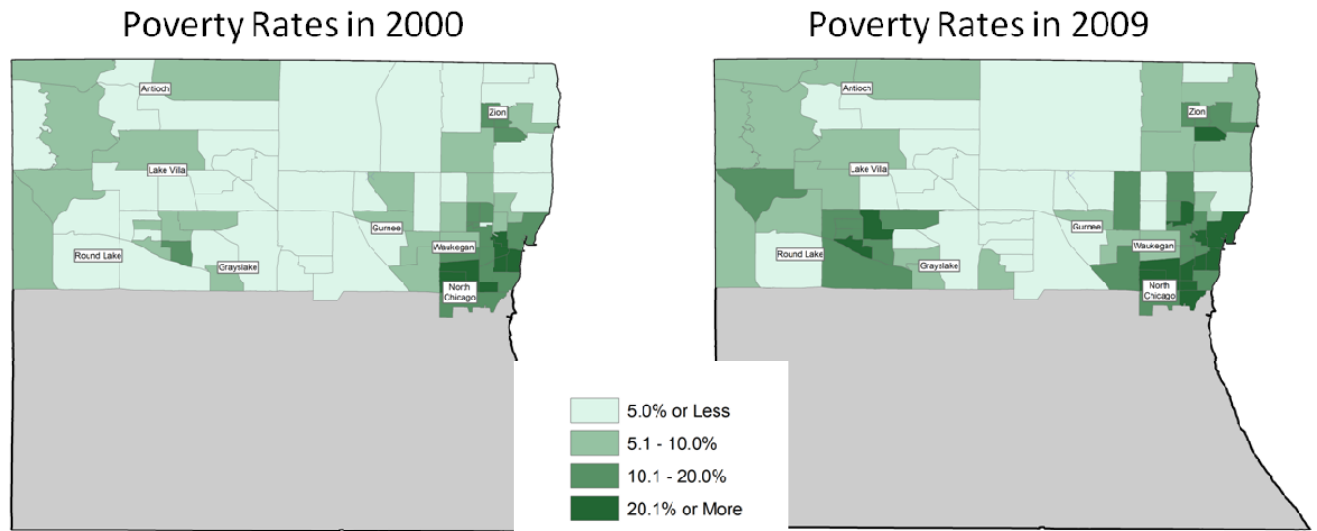 Poverty Rates in 2000
Poverty Rates in 2009
Antioch
Zion
Lake Villa
Gurnee
Waukegan
Round Lake
Grayslake
North
Chicago
Antioch
Zion
Lake Villa
Gurnee
Waukegan
Round Lake
Grayslake
North
Chicago
5.0% or Less
5.1 - 10.0%
10.1 - 20.0%
20.1% or More